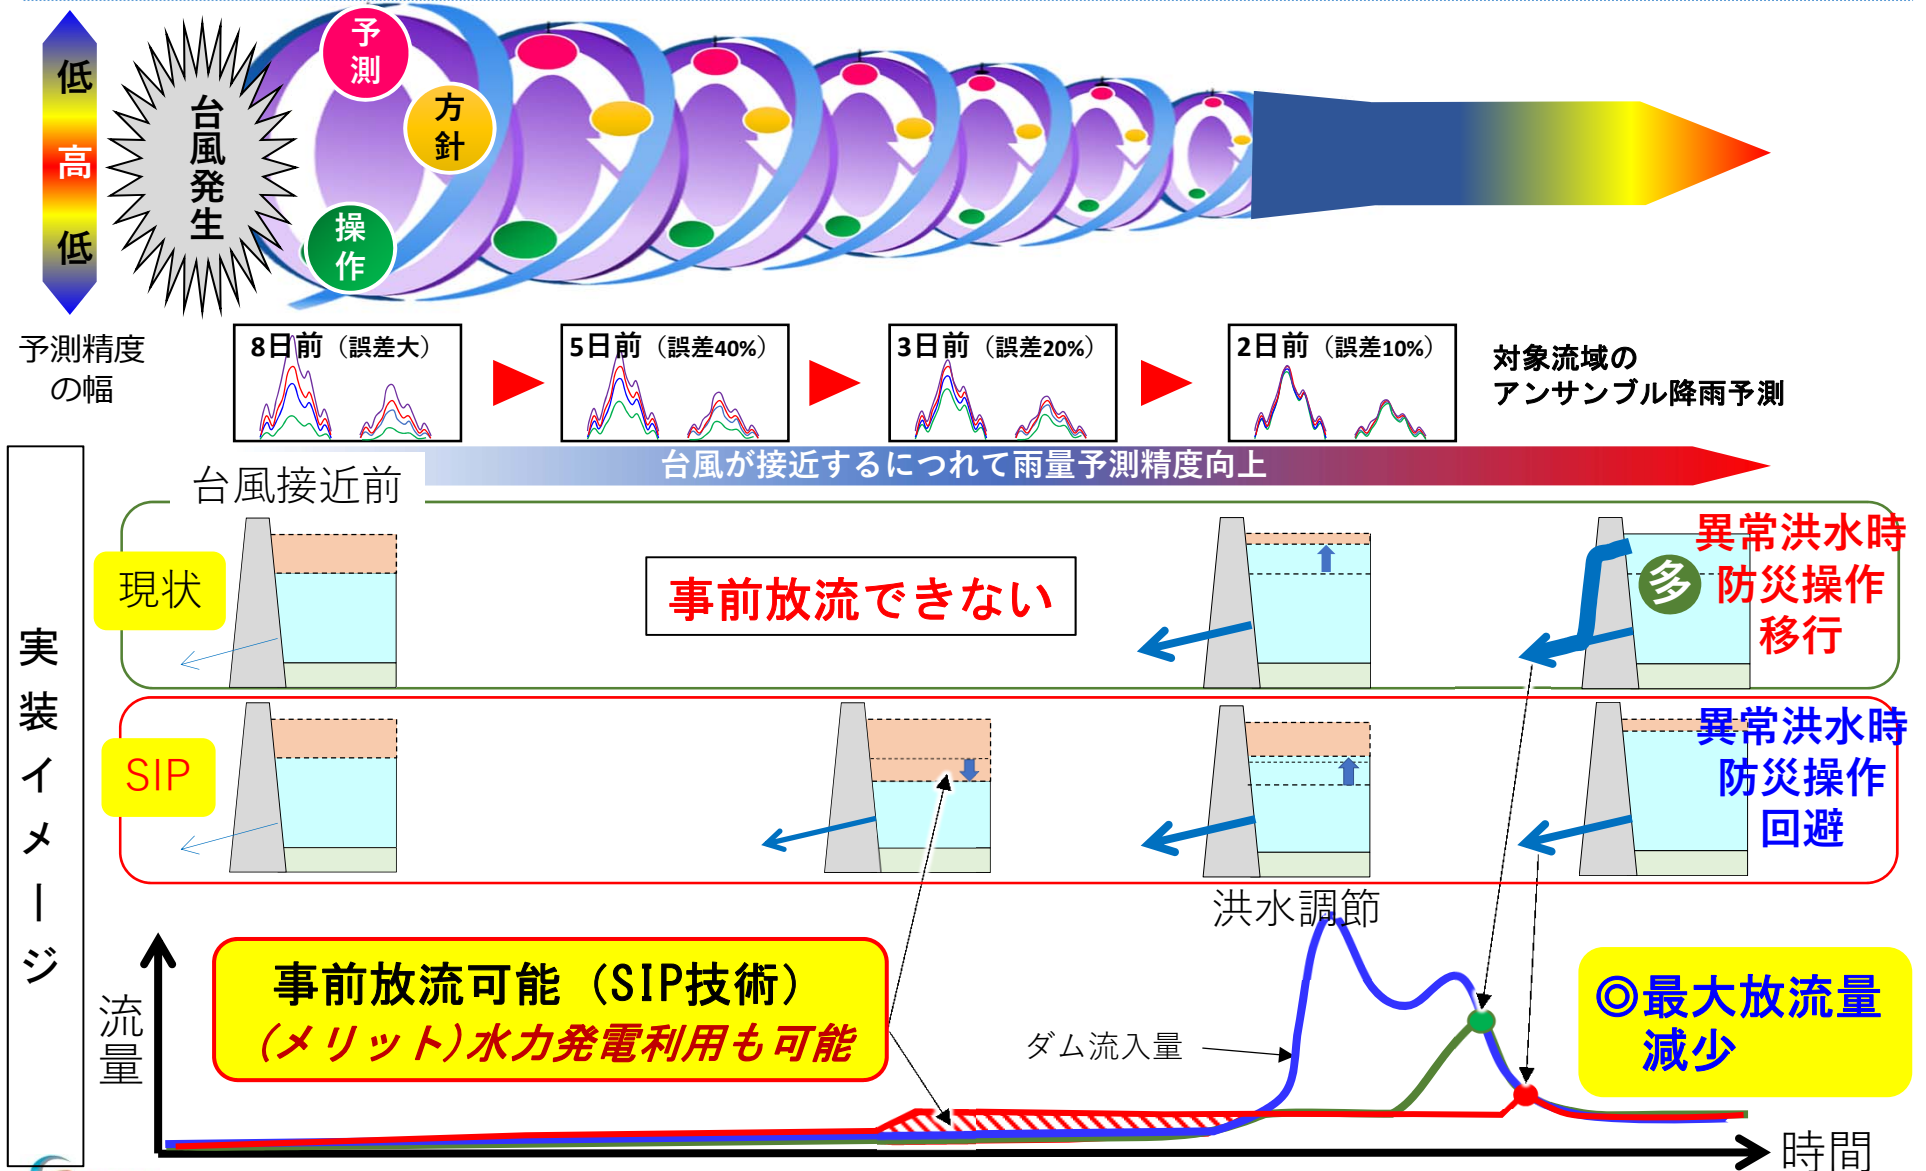 低
高
低
予測精度
の幅
台風発生
予
測
方
針
操
作
8日前（誤差大）
5日前（誤差40%）
3日前（誤差20%）
2日前（誤差10%）
対象流域の
アンサンブル降雨予測
台風が接近するにつれて雨量予測精度向上
実装イメージ
台風接近前
現状
事前放流できない
多
異常洪水時
防災操作
移行
SIP
異常洪水時
防災操作
回避
洪水調節
流量
事前放流可能（SIP技術）
(メリット)水力発電利用も可能
ダム流入量
◎最大放流量
減少
時間